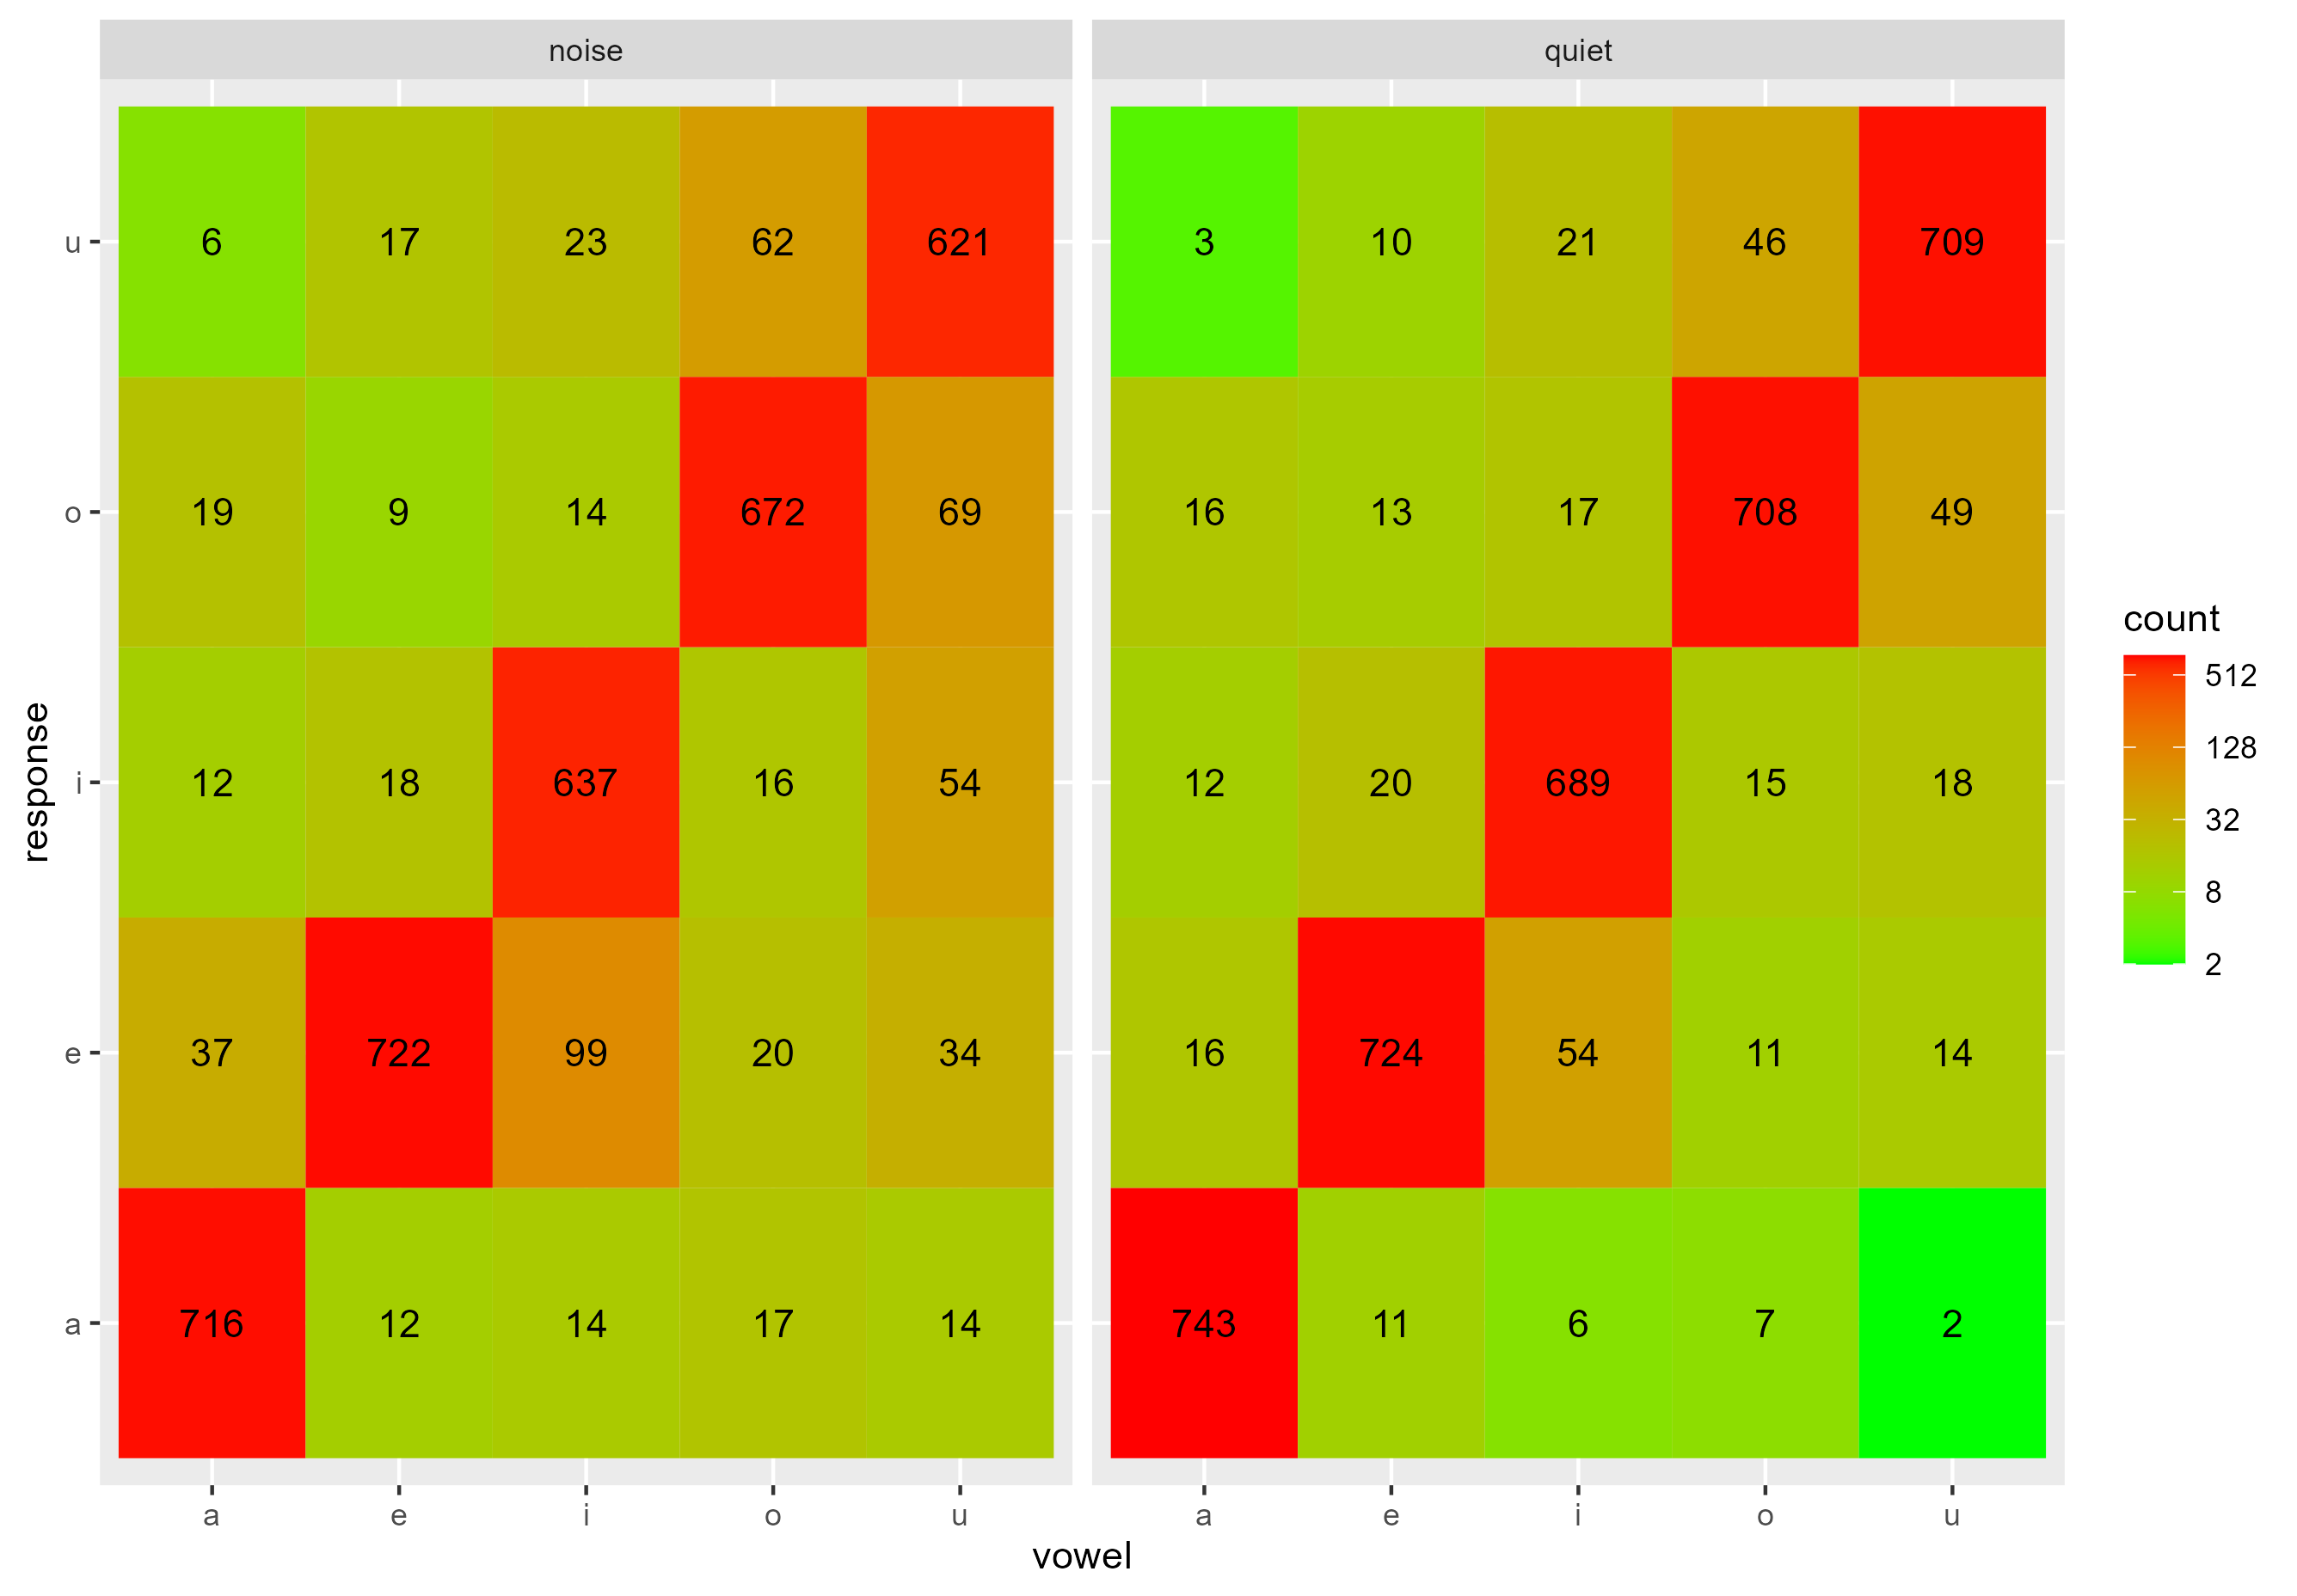 noise quiet
u 6 17 23 62 621 3 10 21 46 709
o 19 9 14 672 69 16 13 17 708 49
i 12 18 637 16 54 12 20 689 15 18
e 37 722 99 20 34 16 724 54 11 14
a 716 12 14 17 14 743 11 6 7 2
a e i o u a e i o u
vowel
response
count
512
128
32
8
2